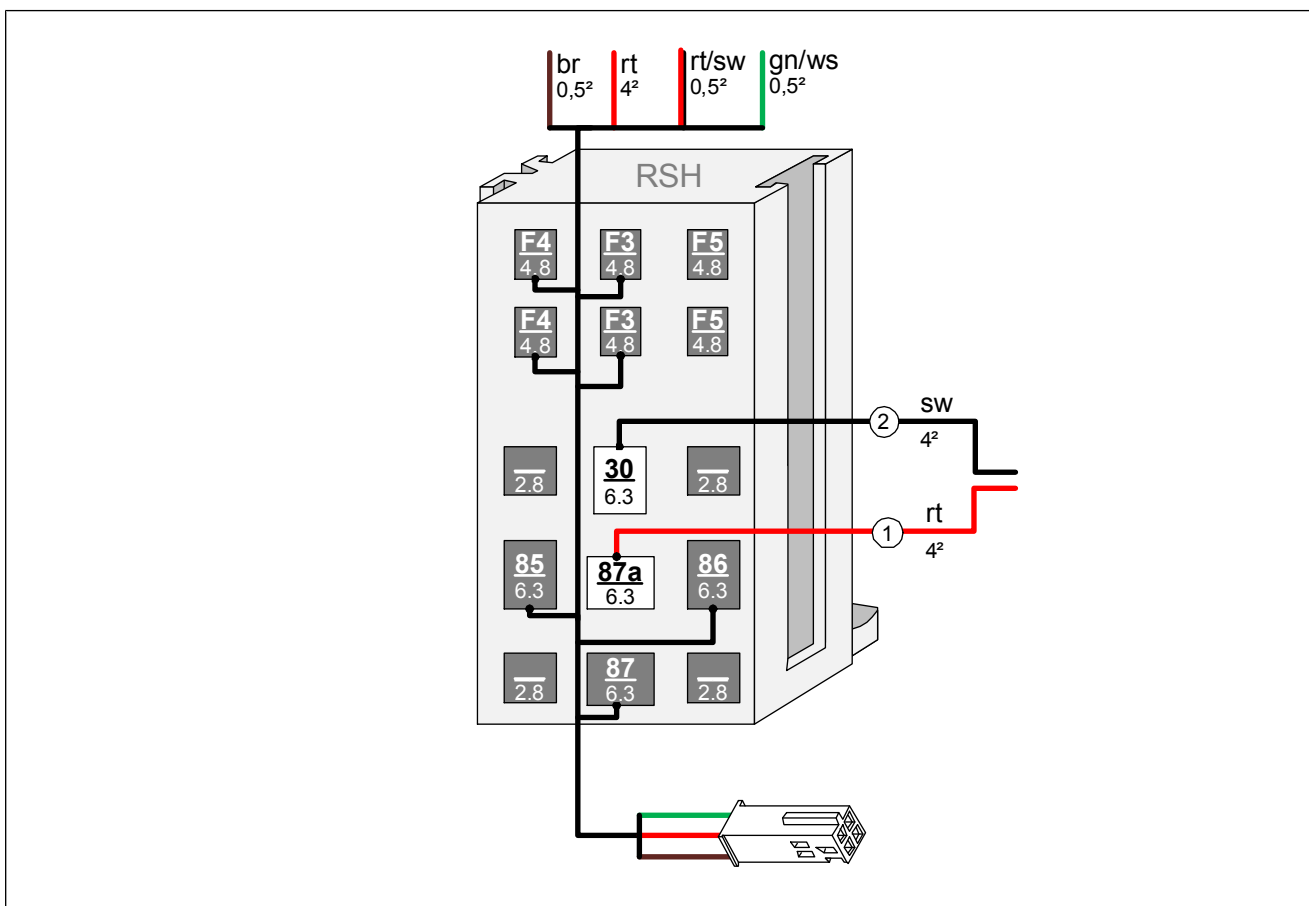 br rt rt/sw gn/ws
0,5² 4² 0,5² 0,5²
RSH
F4 F3 F5
4.8 4.8 4.8
F4 F3 F5
4.8 4.8 4.8
2 sw
4²
30
2.8 6.3 2.8
1 rt
4²
85 87a 86
6.3 6.3 6.3
87
2.8 6.3 2.8